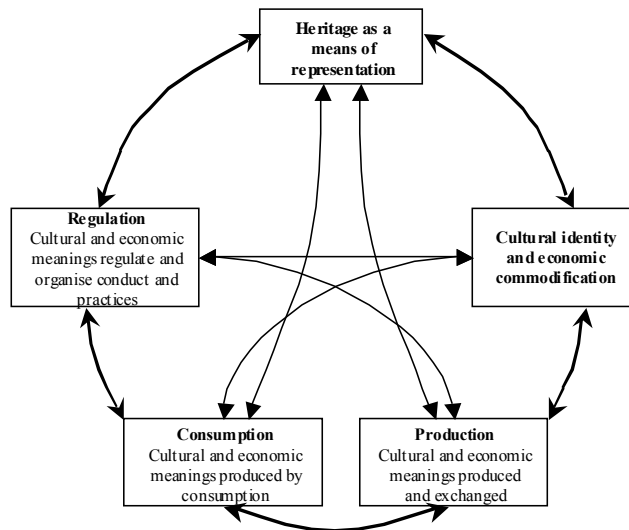 Heritage as a
means of
representation
Regulation
Cultural and economic
meanings regulate and
organise conduct and
practices
Cultural identity
and economic
commodification
Consumption
Cultural and economic
meanings produced by
consumption
Production
Cultural and economic
meanings produced
and exchanged